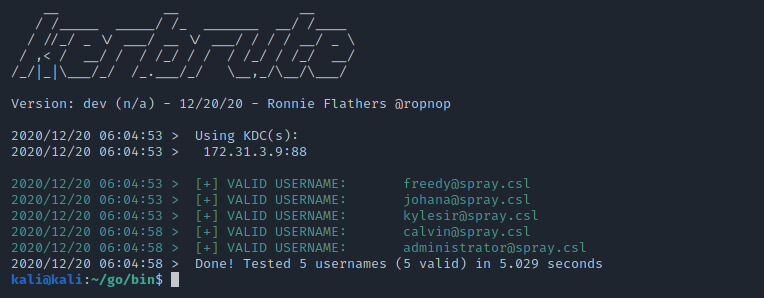 kerbrute
Version: dev (n/a) - 12/20/20 - Ronnie Flathers @ropnop
2020/12/20 06:04:53 > Using KDC(s):
2020/12/20 06:04:53 > 172.31.3.9:88
2020/12/20 06:04:53 > [+] VALID USERNAME: freedy@spray.csl
2020/12/20 06:04:53 > [+] VALID USERNAME: johana@spray.csl
2020/12/20 06:04:53 > [+] VALID USERNAME: kylesir@spray.csl
2020/12/20 06:04:58 > [+] VALID USERNAME: calvin@spray.csl
2020/12/20 06:04:58 > [+] VALID USERNAME: administrator@spray.csl
2020/12/20 06:04:58 > Done! Tested 5 usernames (5 valid) in 5.029 seconds
kali@kali:~/go/bin$